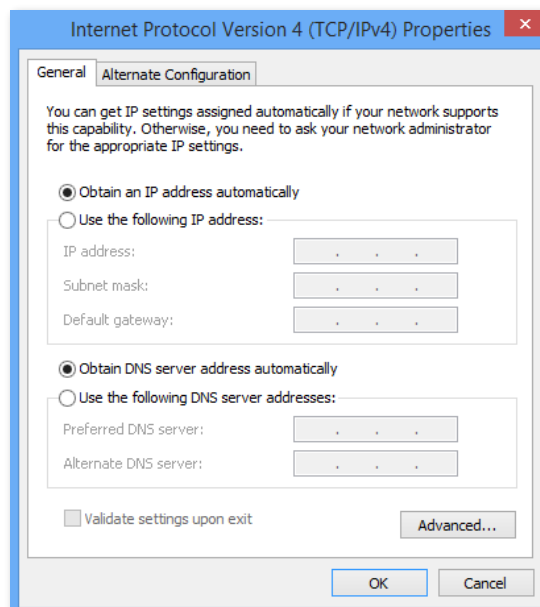 Internet Protocol Version 4 (TCP/IPv4) Properties
General
Alternate Configuration
You can get IP settings assigned automatically if your network supports
this capability. Otherwise, you need to ask your network administrator
for the appropriate IP settings.
Obtain an IP address automatically
Use the following IP address:
IP address:
Subnet mask:
Default gateway:
Obtain DNS server address automatically
Use the following DNS server addresses:
Preferred DNS server:
Alternate DNS server:
Validate settings upon exit
Advanced...
OK
Cancel